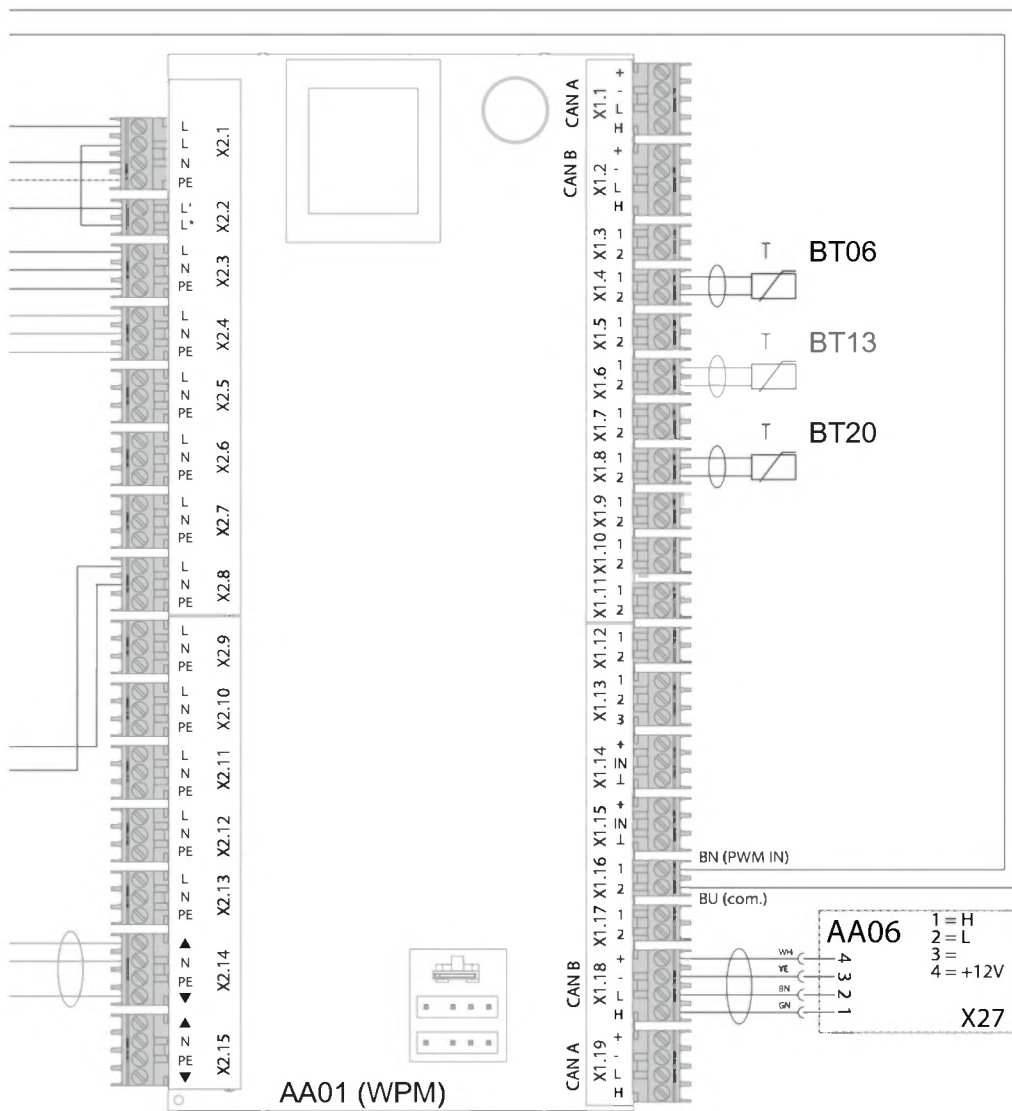 L
L
N
PE
X2.1
L'
L*
X2.2
L
N
PE
X2.3
L
N
PE
X2.4
L
N
PE
X2.5
L
N
PE
X2.6
L
N
PE
X2.7
L
N
PE
X2.8
L
N
PE
X2.9
L
N
PE
X2.10
L
N
PE
X2.11
L
N
PE
X2.12
L
N
PE
X2.13
▲
N
PE
▼
X2.14
▲
N
PE
▼
X2.15
AA01 (WPM)
CAN A
X1.1
+
-
L
H
CAN B
X1.2
+
-
L
H
X1.3
1
2
X1.4
1
2
X1.5
1
2
X1.6
1
2
X1.7
1
2
X1.8
1
2
X1.9
1
2
X1.10
1
2
X1.11
1
2
X1.12
1
2
X1.13
1
2
3
X1.14
+
IN
⊥
X1.15
+
IN
⊥
X1.16
1
2
X1.17
1
2
CAN B
X1.18
+
-
L
H
CAN A
X1.19
+
-
L
H
T
BT06
T
BT13
T
BT20
BN (PWM IN)
BU (com.)
WH
YE
BN
GN
AA06
4
3
2
1
1 = H
2 = L
3 =
4 = +12V
X27